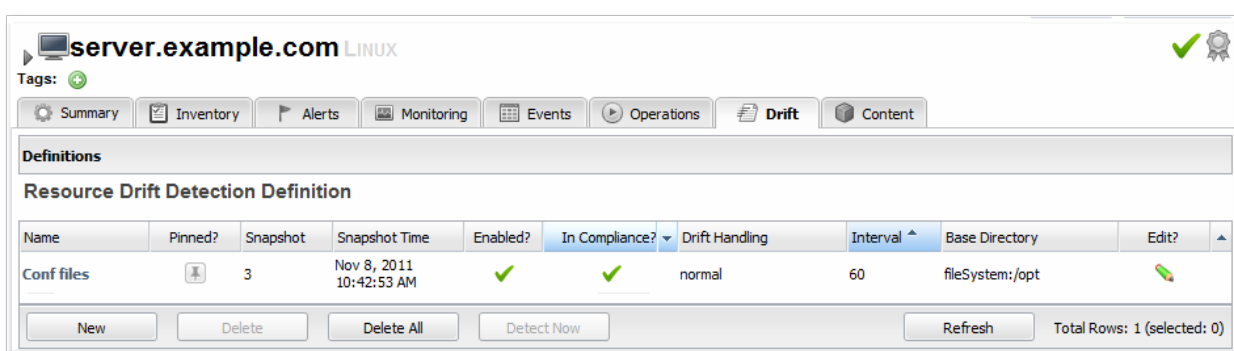 server.example.com LINUX
Tags:
Summary Inventory Alerts Monitoring Events Operations Drift Content
Definitions
Resource Drift Detection Definition
Name Pinned? Snapshot Snapshot Time Enabled? In Compliance? Drift Handling Interval Base Directory Edit?
Conf files 3 Nov 8, 2011 normal 60 fileSystem:/opt
10:42:53 AM
New Delete Delete All Detect Now Refresh Total Rows: 1 (selected: 0)